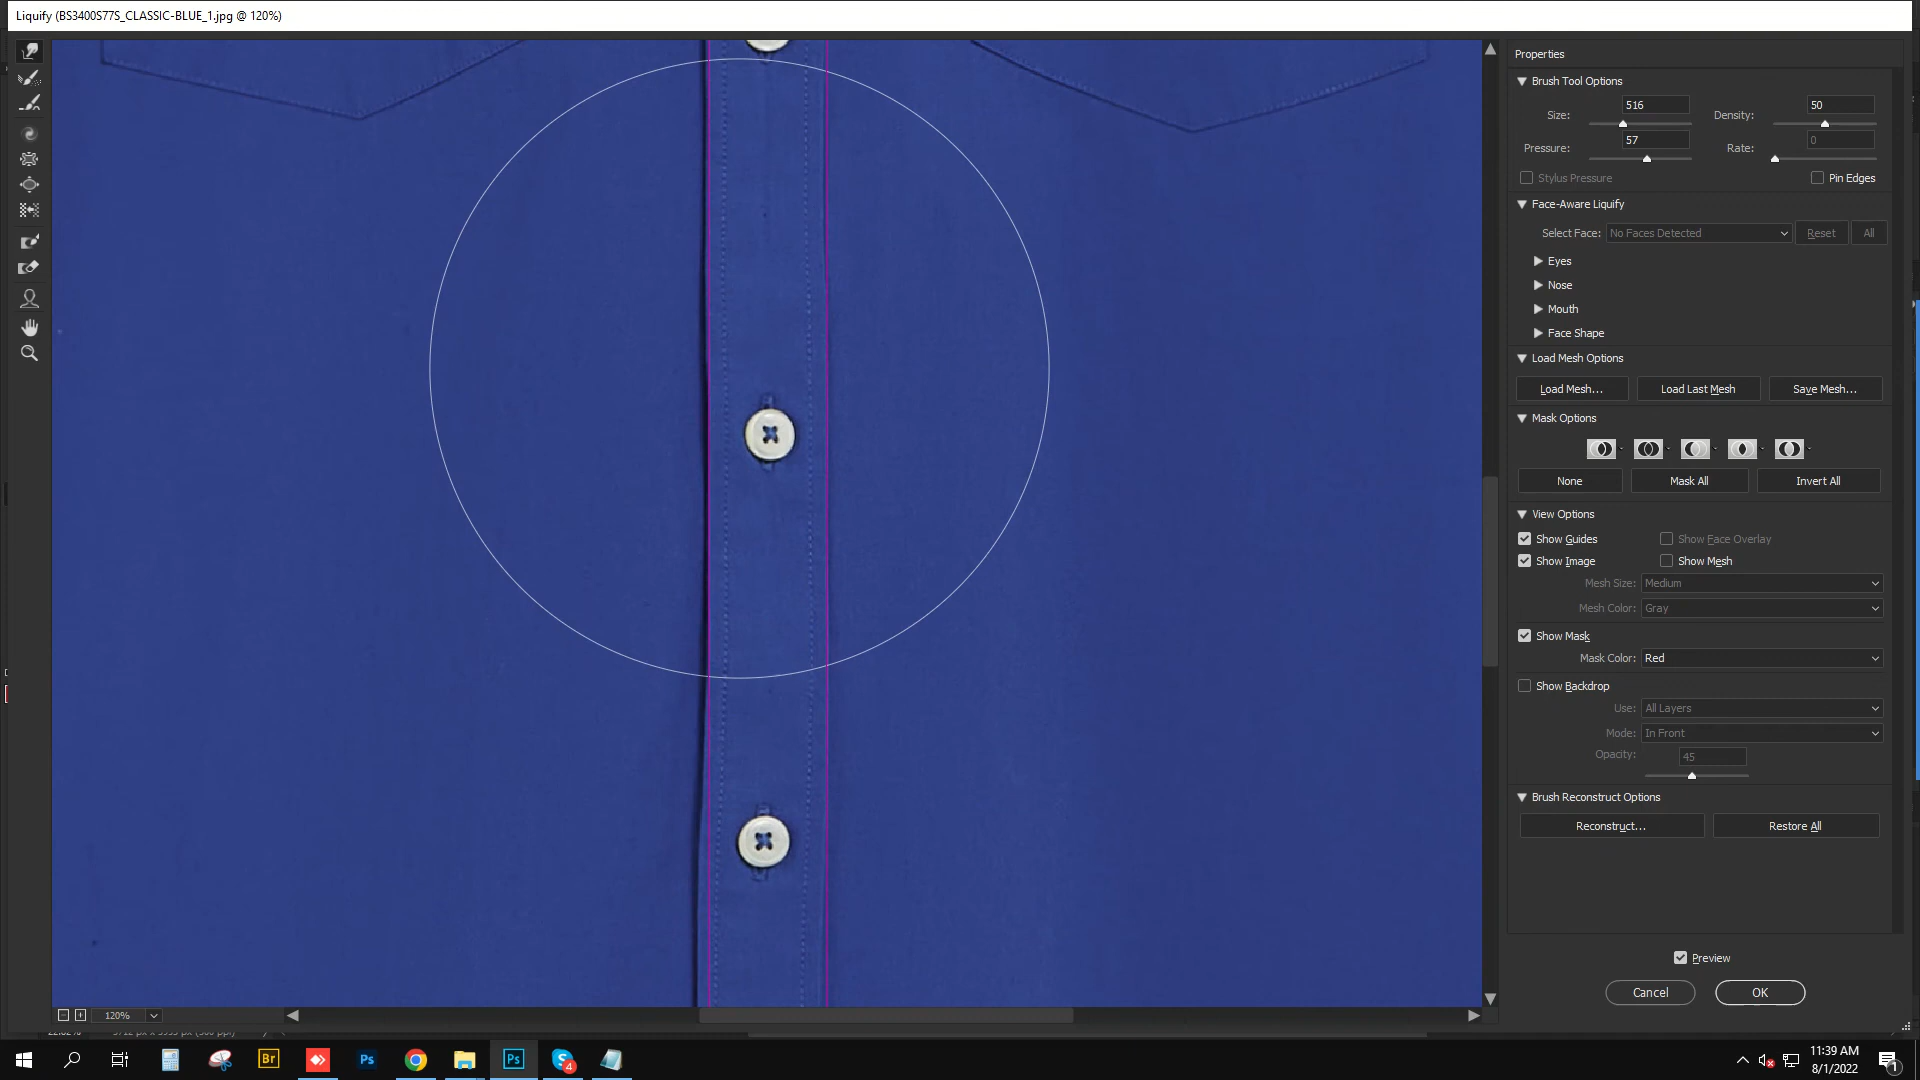 Liquify (BS3400S77S_CLASSIC-BLUE_1.jpg @ 120%)
Properties
Brush Tool Options
Size: 516 Density: 50
Pressure: 57 Rate: 0
Stylus Pressure Pin Edges
Face-Aware Liquify
Select Face: No Faces Detected Reset All
Eyes
Nose
Mouth
Face Shape
Load Mesh Options
Load Mesh... Load Last Mesh Save Mesh...
Mask Options
None Mask All Invert All
View Options
Show Guides Show Face Overlay
Show Image Show Mesh
Mesh Size: Medium
Mesh Color: Gray
Show Mask
Mask Color: Red
Show Backdrop
Use: All Layers
Mode: In Front
Opacity: 45
Brush Reconstruct Options
Reconstruct... Restore All
Preview
Cancel OK
120%
Br Ps Ps 4
11:39 AM
8/1/2022
1